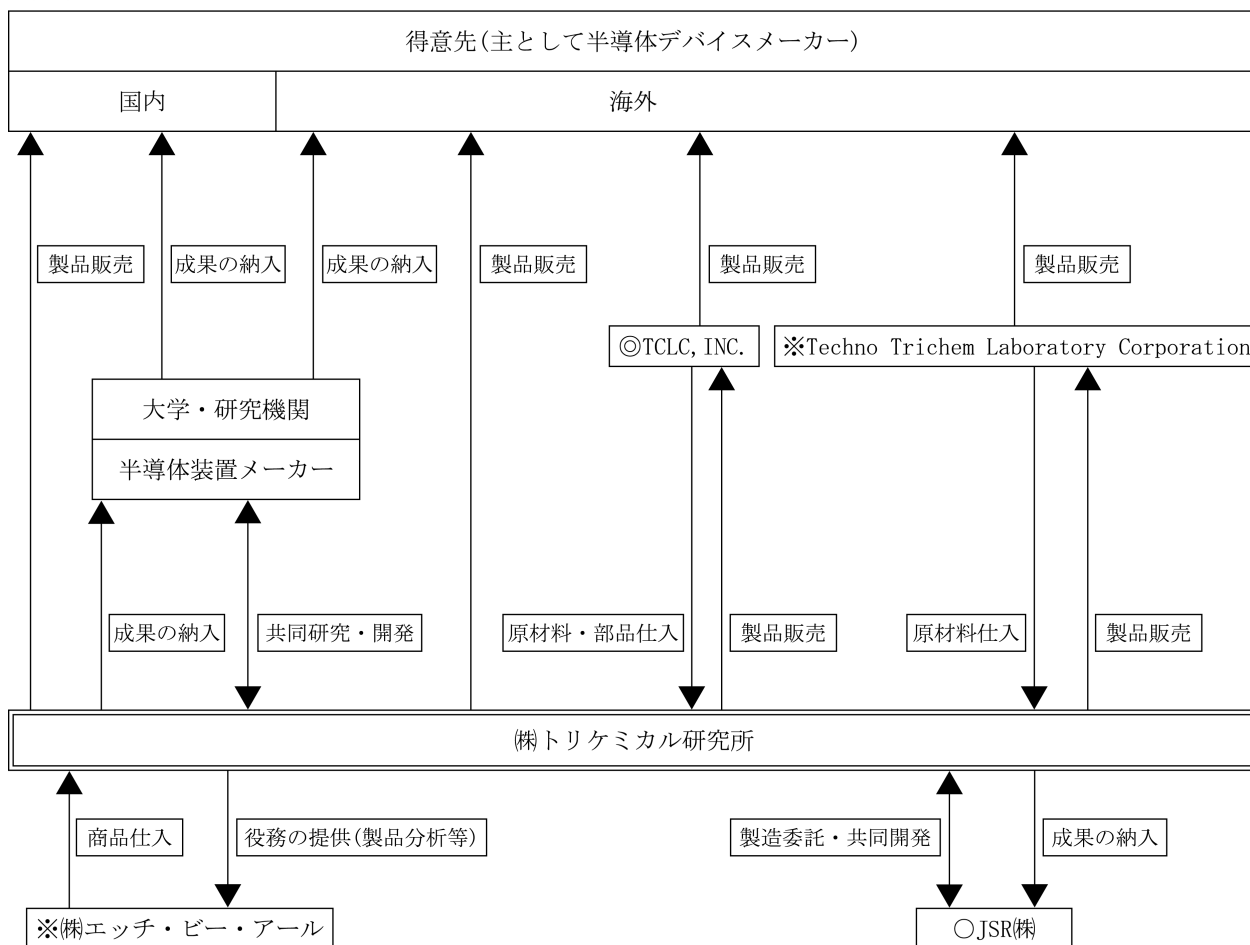 得意先(主として半導体デバイスメーカー)
国内
海外
製品販売
成果の納入
成果の納入
製品販売
製品販売
製品販売
◎TCLC,INC.
※Techno Trichem Laboratory Corporation
大学・研究機関
半導体装置メーカー
成果の納入
共同研究・開発
原材料・部品仕入
製品販売
原材料仕入
製品販売
㈱トリケミカル研究所
商品仕入
役務の提供(製品分析等)
製造委託・共同開発
成果の納入
※㈱エッチ・ビー・アール
○JSR㈱